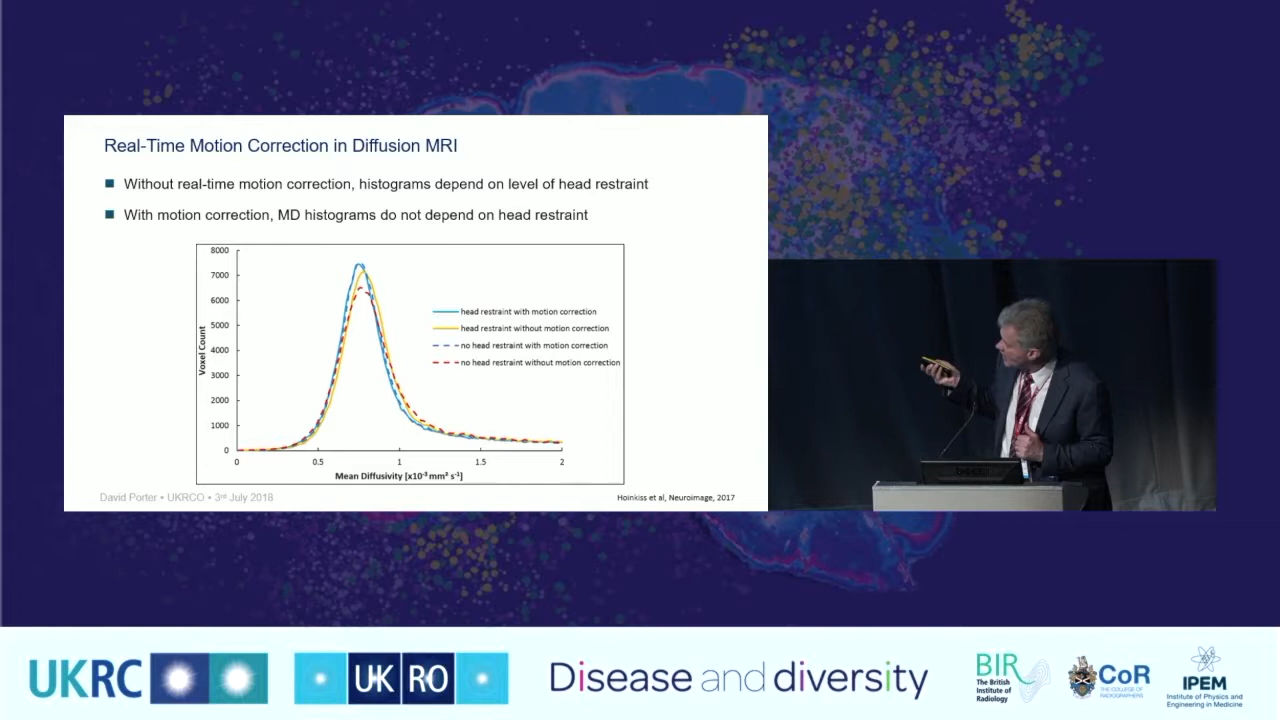 Real-Time Motion Correction in Diffusion MRI
Without real-time motion correction, histograms depend on level of head restraint
With motion correction, MD histograms do not depend on head restraint
8000
7000
6000
5000
4000
3000
2000
1000
0
Voxel Count
0 0.5 1 1.5 2
Mean Diffusivity [x10⁻³ mm² s⁻¹]
head restraint with motion correction
head restraint without motion correction
no head restraint with motion correction
no head restraint without motion correction
David Porter • UKRCO • 3rd July 2018
Hoinkiss et al, Neuroimage, 2017
UKRC
UK RO
Disease and diversity
BIR
The British
Institute of
Radiology
CoR
THE COLLEGE OF
RADIOGRAPHERS
IPEM
Institute of Physics and
Engineering in Medicine